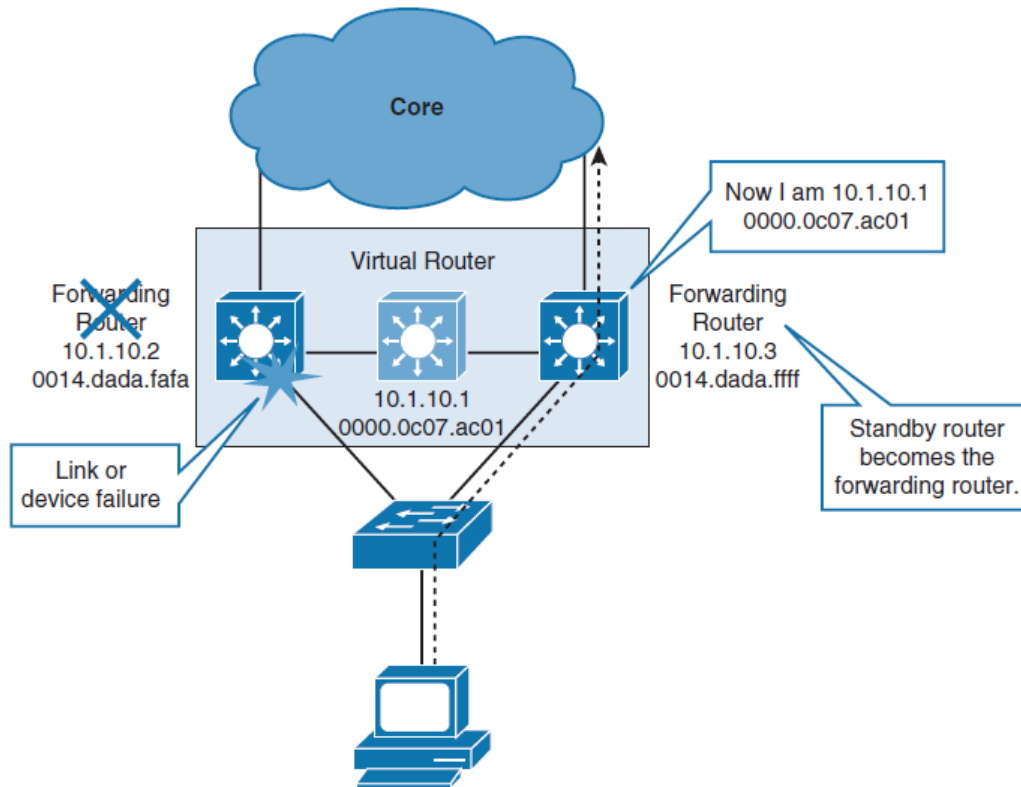 Core
Now I am 10.1.10.1
0000.0c07.ac01
Virtual Router
Forwarding
Router
10.1.10.2
0014.dada.fafa
10.1.10.1
0000.0c07.ac01
Forwarding
Router
10.1.10.3
0014.dada.ffff
Link or
device failure
Standby router
becomes the
forwarding router.